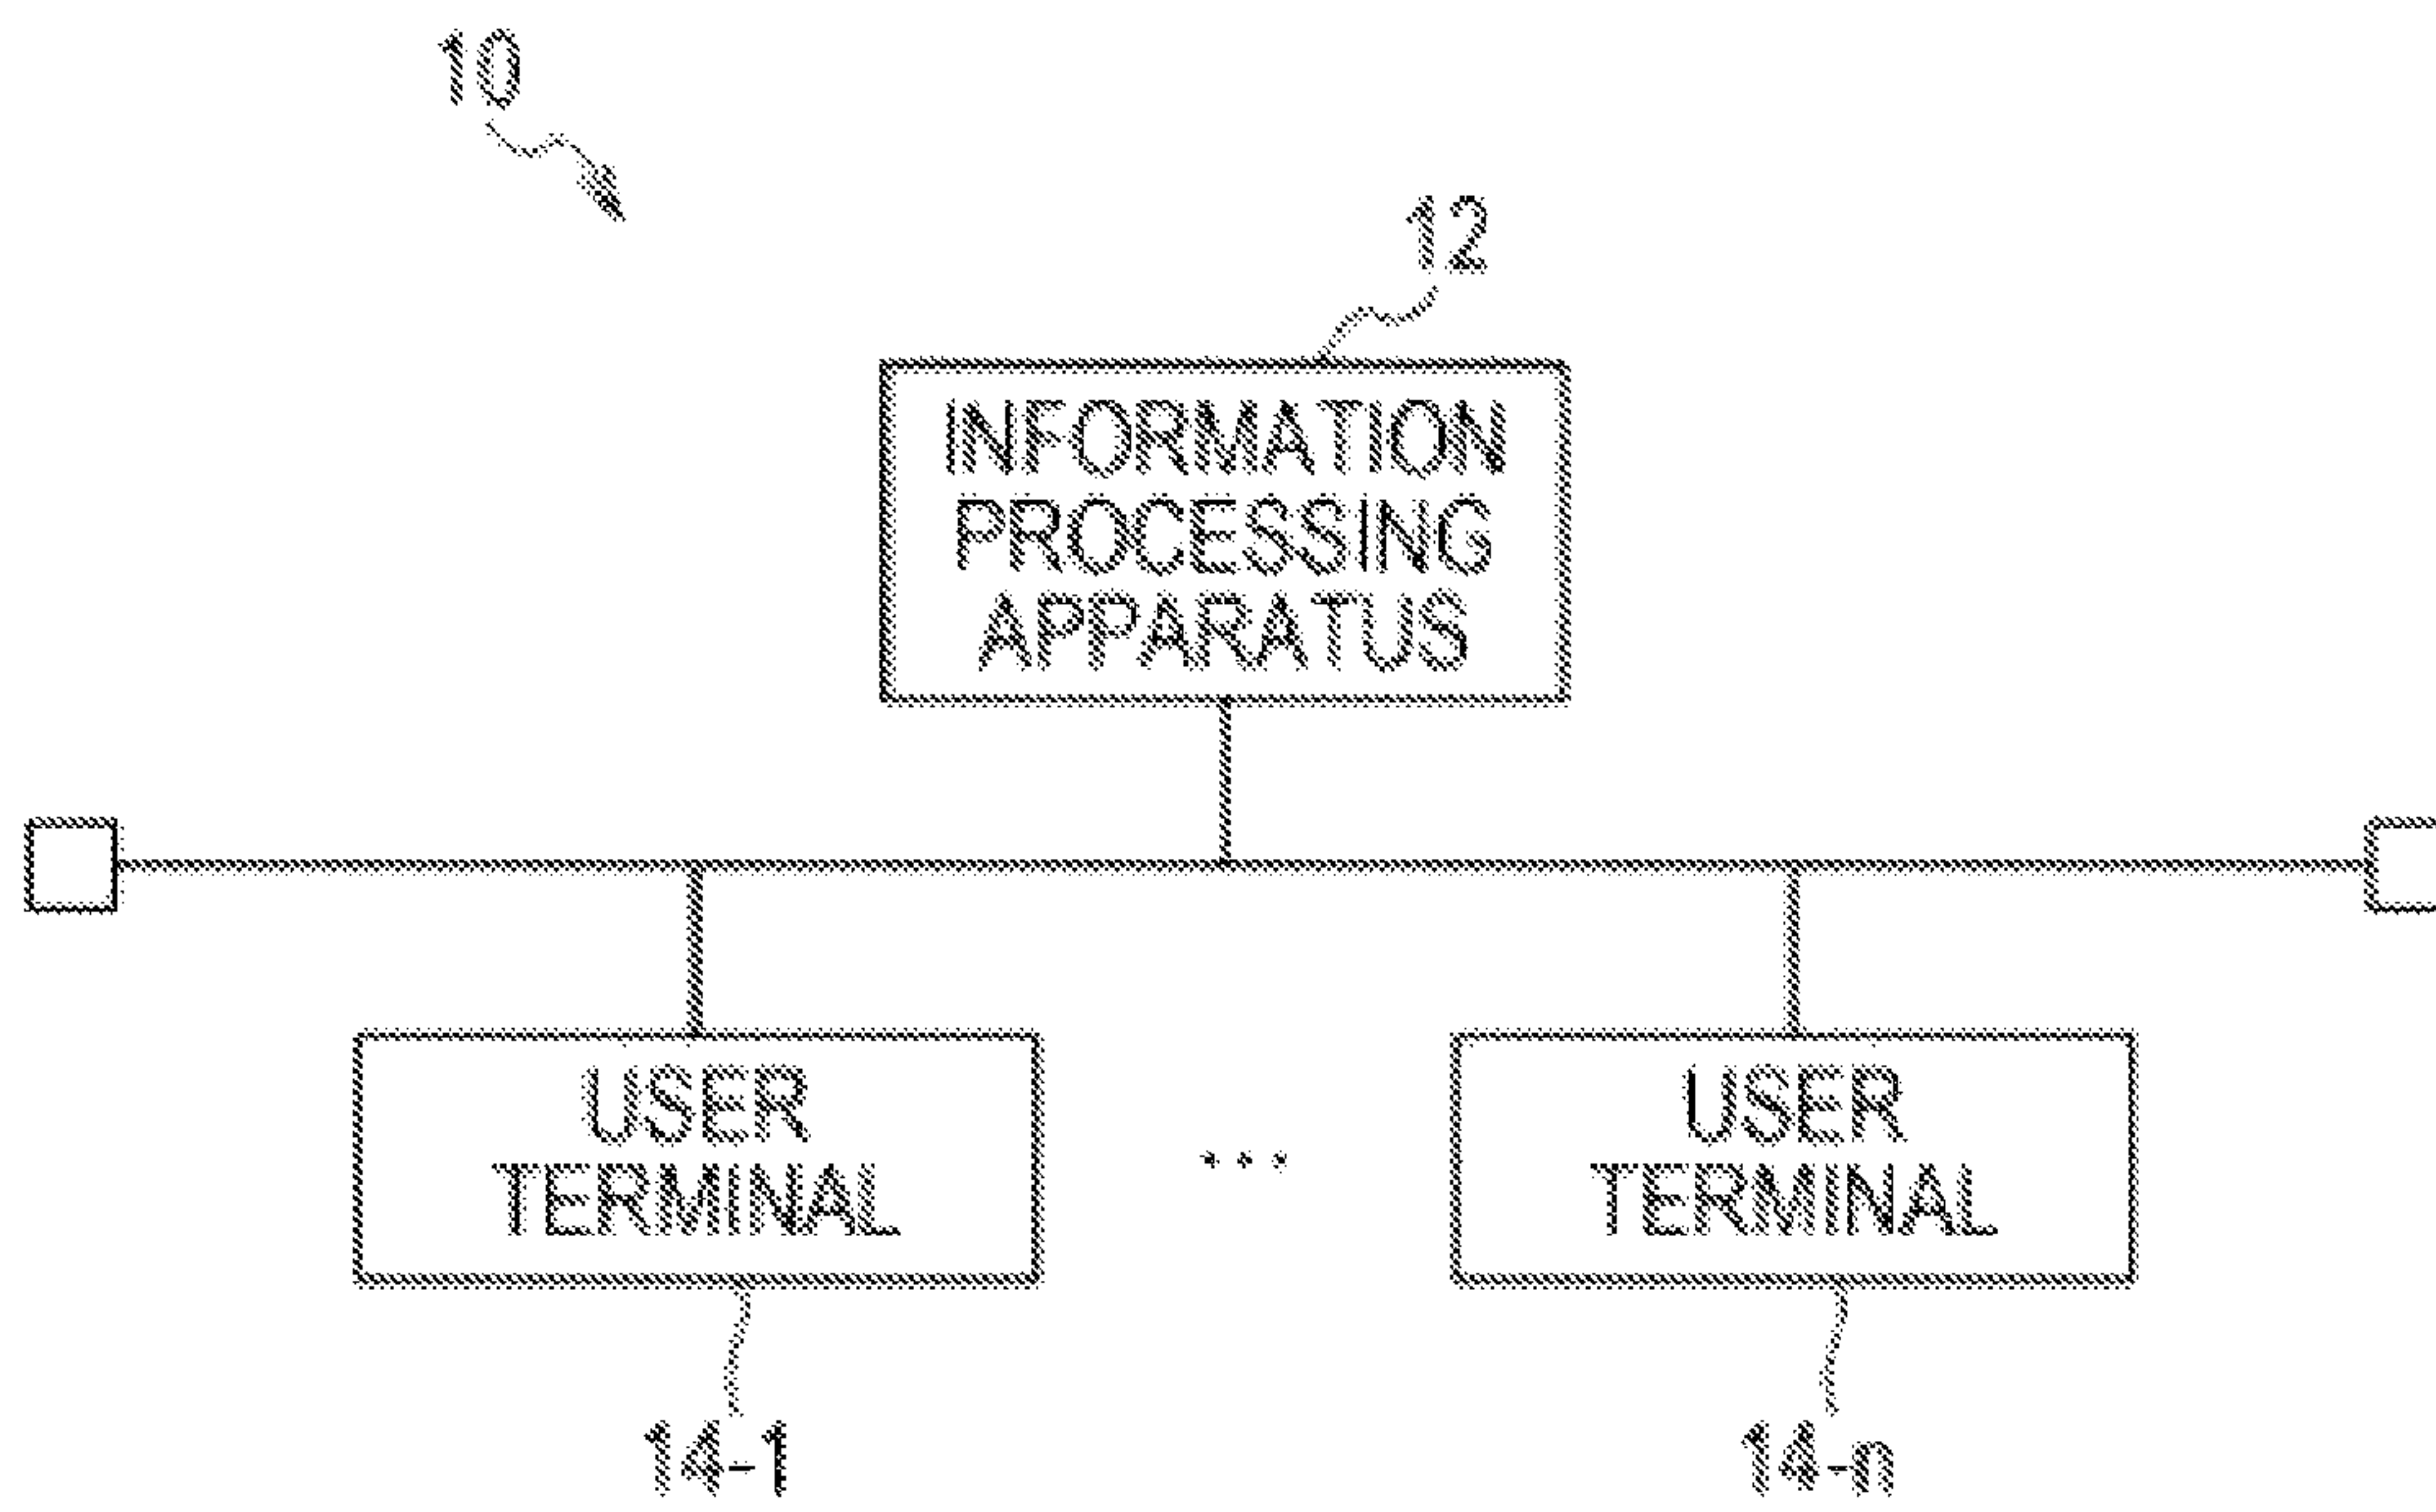 10
12
INFORMATION
PROCESSING
APPARATUS
USER
TERMINAL
...
USER
TERMINAL
14-1
14-n